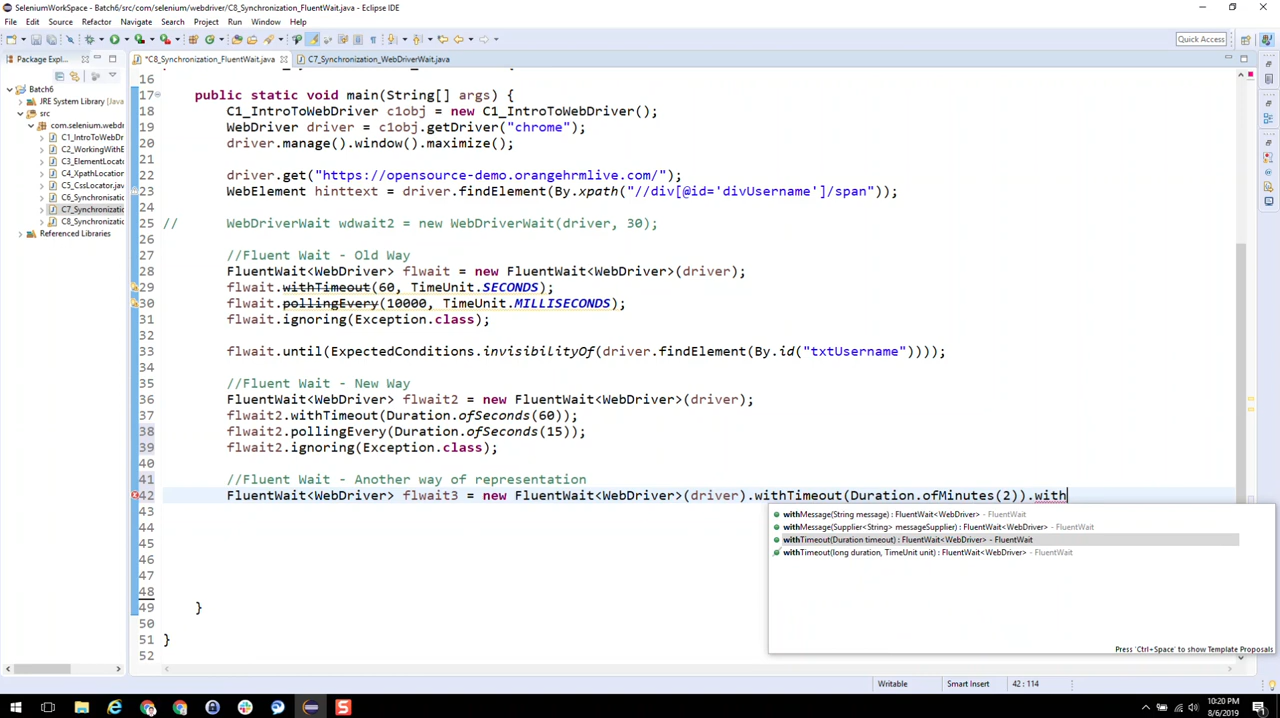 SeleniumWorkSpace - Batch6/src/com/selenium/webdriver/C8_Synchronization_FluentWait.java - Eclipse IDE
File Edit Source Refactor Navigate Search Project Run Window Help
Quick Access
Package Expl...
*C8_Synchronization_FluentWait.java
C7_Synchronization_WebDriverWait.java
Batch6
JRE System Library [Java
src
com.selenium.webdr
C1_IntroToWebDr
C2_WorkingWithE
C3_ElementLocat
C4_XpathLocation
C5_CssLocator.jav
C6_Synchronisatio
C7_Synchronizatic
C8_Synchronizatic
Referenced Libraries
16
public static void main(String[] args) {
18 C1_IntroToWebDriver c1obj = new C1_IntroToWebDriver();
19 WebDriver driver = c1obj.getDriver("chrome");
20 driver.manage().window().maximize();
21
22 driver.get("https://opensource-demo.orangehrmlive.com/");
23 WebElement hinttext = driver.findElement(By.xpath("//div[@id='divUsername']/span"));
24
25 // WebDriverWait wdwait2 = new WebDriverWait(driver, 30);
26
27 //Fluent Wait - Old Way
28 FluentWait<WebDriver> flwait = new FluentWait<WebDriver>(driver);
29 flwait.withTimeout(60, TimeUnit.SECONDS);
30 flwait.pollingEvery(10000, TimeUnit.MILLISECONDS);
31 flwait.ignoring(Exception.class);
32
33 flwait.until(ExpectedConditions.invisibilityOf(driver.findElement(By.id("txtUsername"))));
34
35 //Fluent Wait - New Way
36 FluentWait<WebDriver> flwait2 = new FluentWait<WebDriver>(driver);
37 flwait2.withTimeout(Duration.ofSeconds(60));
38 flwait2.pollingEvery(Duration.ofSeconds(15));
39 flwait2.ignoring(Exception.class);
40
41 //Fluent Wait - Another way of representation
42 FluentWait<WebDriver> flwait3 = new FluentWait<WebDriver>(driver).withTimeout(Duration.ofMinutes(2)).with
43
44
45
46
47
48
49 }
50
51 }
52
withMessage(String message) : FluentWait<WebDriver> - FluentWait
withMessage(Supplier<String> messageSupplier) : FluentWait<WebDriver> - FluentWait
withTimeout(Duration timeout) : FluentWait<WebDriver> - FluentWait
withTimeout(long duration, TimeUnit unit) : FluentWait<WebDriver> - FluentWait
Press 'Ctrl+Space' to show Template Proposals
Writable
Smart Insert
42 : 114
10:20 PM
8/6/2019